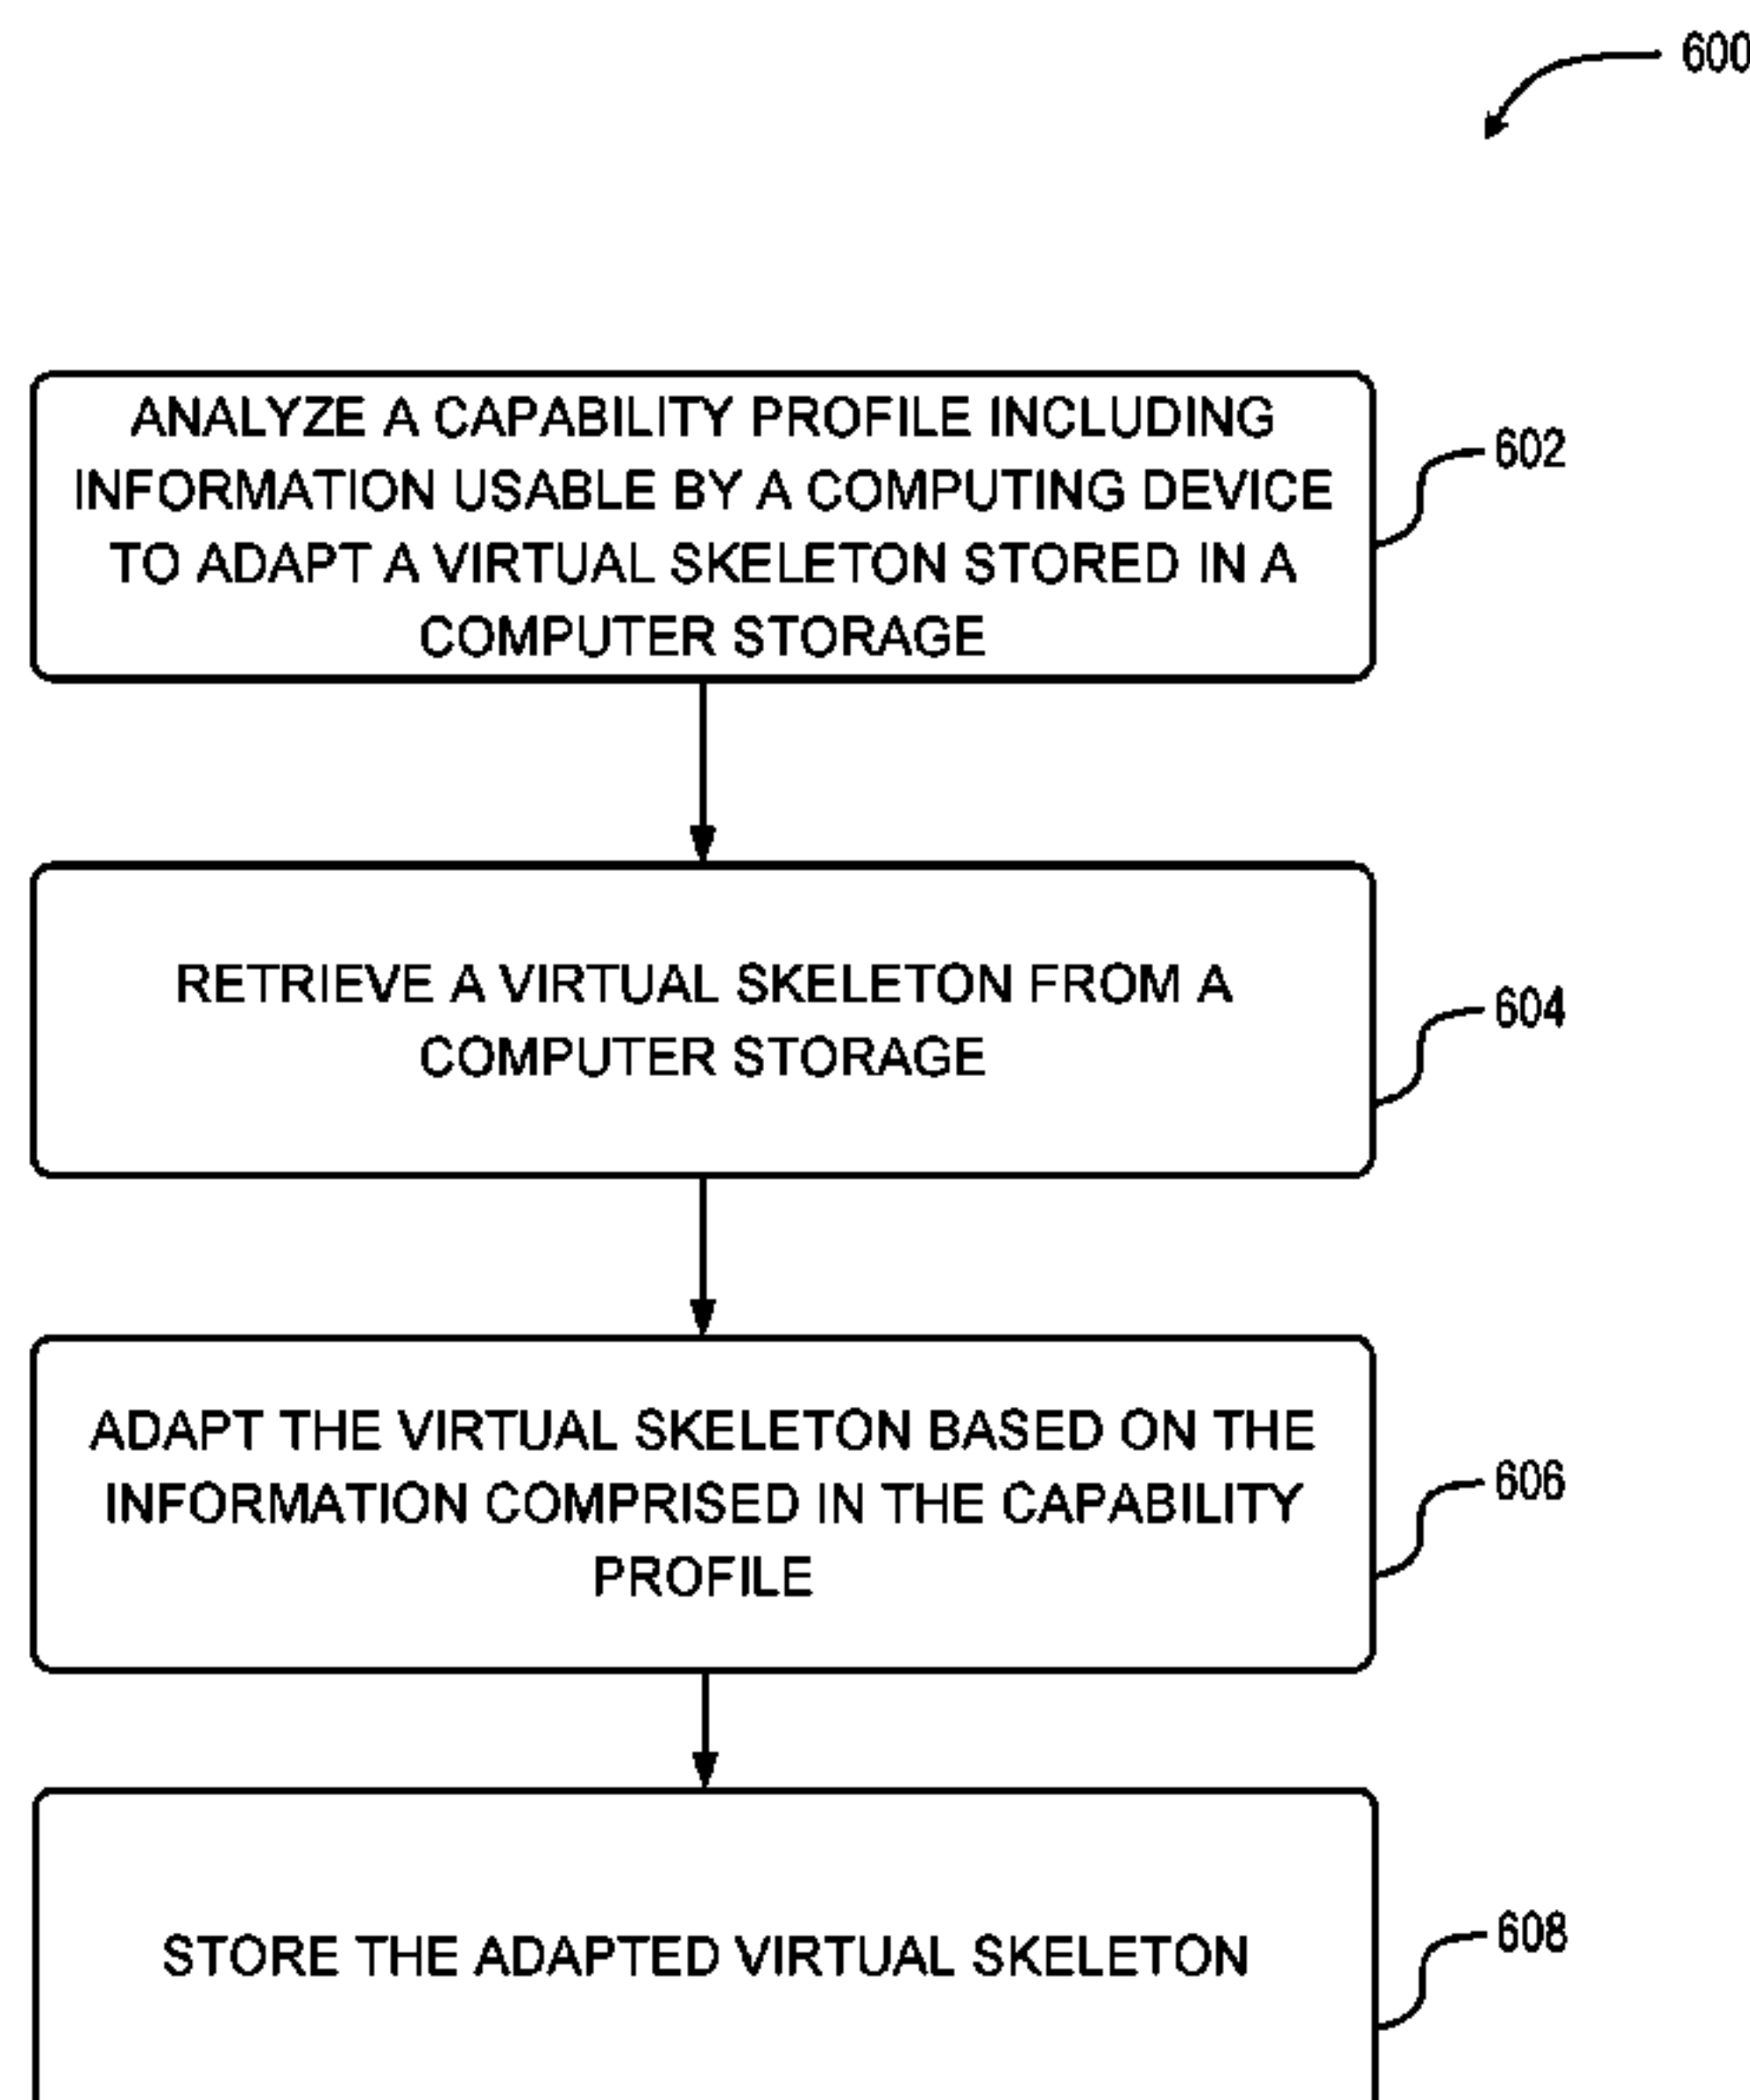 600
ANALYZE A CAPABILITY PROFILE INCLUDING
INFORMATION USABLE BY A COMPUTING DEVICE
TO ADAPT A VIRTUAL SKELETON STORED IN A
COMPUTER STORAGE
602
RETRIEVE A VIRTUAL SKELETON FROM A
COMPUTER STORAGE
604
ADAPT THE VIRTUAL SKELETON BASED ON THE
INFORMATION COMPRISED IN THE CAPABILITY
PROFILE
606
STORE THE ADAPTED VIRTUAL SKELETON
608